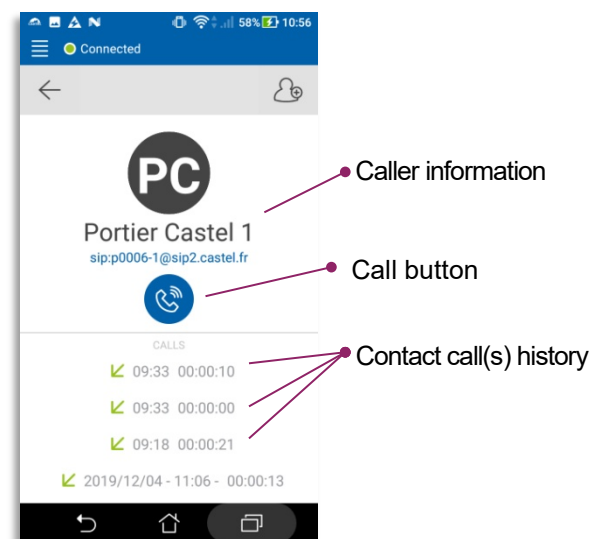 58% 10:56
Connected
PC
Portier Castel 1
sip:p0006-1@sip2.castel.fr
CALLS
09:33 00:00:10
09:33 00:00:00
09:18 00:00:21
2019/12/04 - 11:06 - 00:00:13
Caller information
Call button
Contact call(s) history